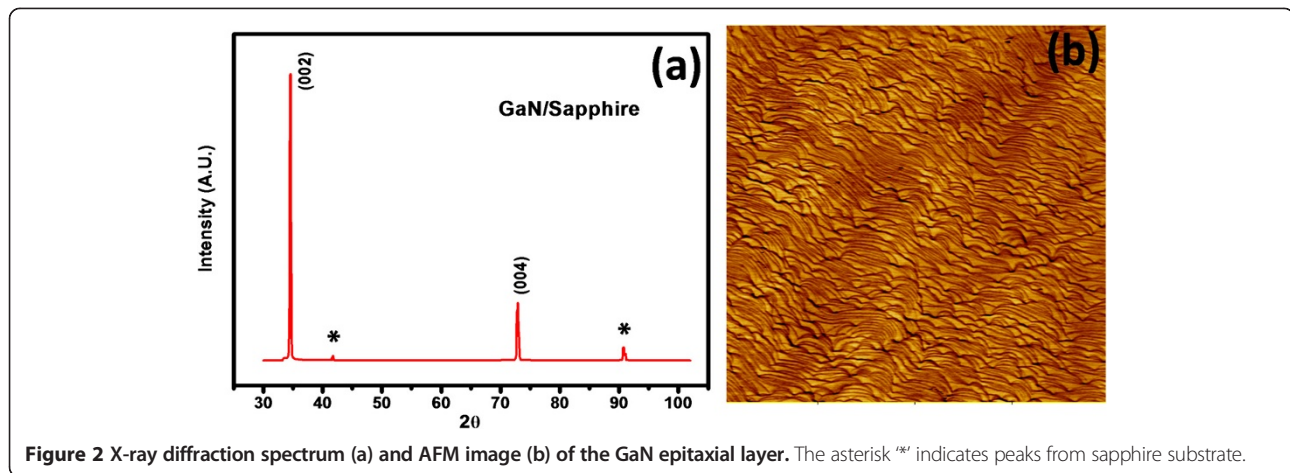 (a)
(002)
GaN/Sapphire
Intensity (A.U.)
(004)
*
*
30 40 50 60 70 80 90 100
2θ
(b)
Figure 2 X-ray diffraction spectrum (a) and AFM image (b) of the GaN epitaxial layer. The asterisk ‘*’ indicates peaks from sapphire substrate.